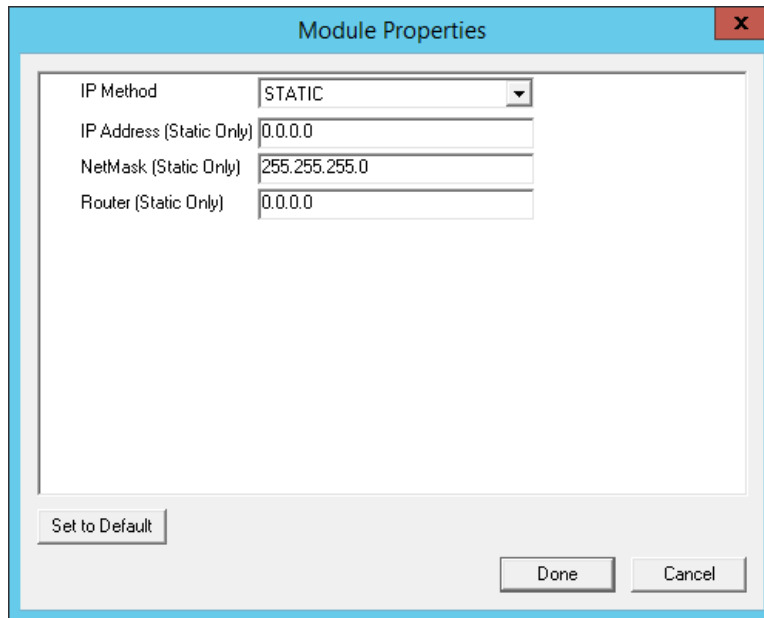 Module Properties
x
IP Method STATIC
IP Address (Static Only) 0.0.0.0
NetMask (Static Only) 255.255.255.0
Router (Static Only) 0.0.0.0
Set to Default
Done Cancel